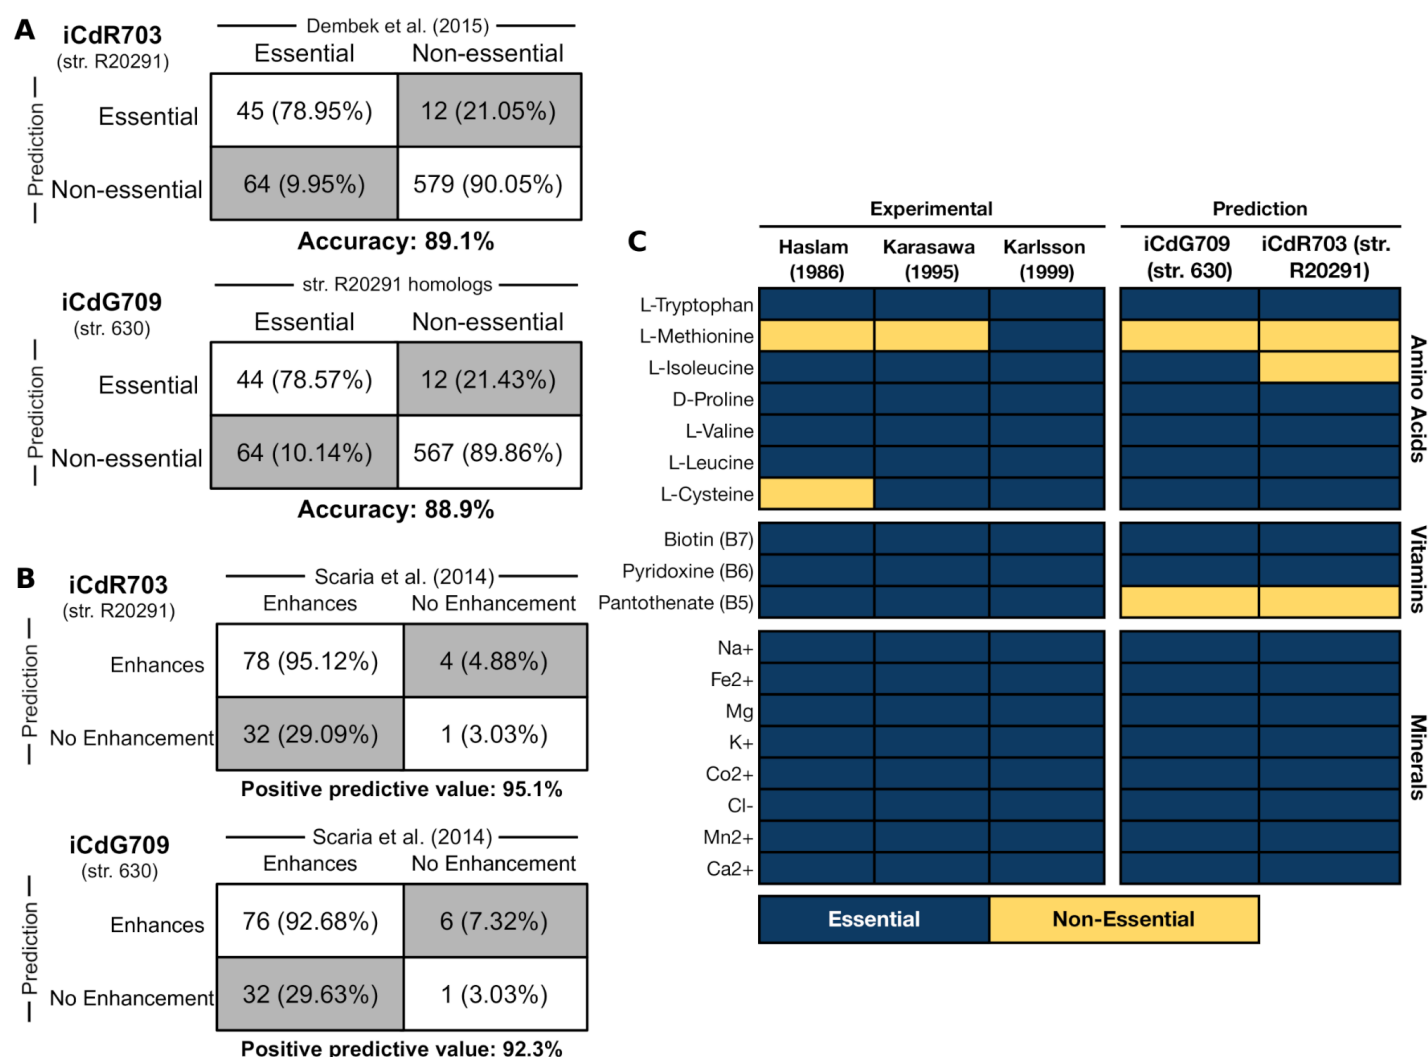 A
iCdR703
(str. R20291)
Dembek et al. (2015)
Essential Non-essential
Prediction
Essential 45 (78.95%) 12 (21.05%)
Non-essential 64 (9.95%) 579 (90.05%)
Accuracy: 89.1%
iCdG709
(str. 630)
str. R20291 homologs
Essential Non-essential
Prediction
Essential 44 (78.57%) 12 (21.43%)
Non-essential 64 (10.14%) 567 (89.86%)
Accuracy: 88.9%
B
iCdR703
(str. R20291)
Scaria et al. (2014)
Enhances No Enhancement
Prediction
Enhances 78 (95.12%) 4 (4.88%)
No Enhancement 32 (29.09%) 1 (3.03%)
Positive predictive value: 95.1%
iCdG709
(str. 630)
Scaria et al. (2014)
Enhances No Enhancement
Prediction
Enhances 76 (92.68%) 6 (7.32%)
No Enhancement 32 (29.63%) 1 (3.03%)
Positive predictive value: 92.3%
C
Experimental Prediction
Haslam Karasawa Karlsson iCdG709 iCdR703 (str.
(1986) (1995) (1999) (str. 630) R20291)
L-Tryptophan
L-Methionine
L-Isoleucine
D-Proline
L-Valine
L-Leucine
L-Cysteine
Amino Acids
Biotin (B7)
Pyridoxine (B6)
Pantothenate (B5)
Vitamins
Na+
Fe2+
Mg
K+
Co2+
Cl-
Mn2+
Ca2+
Minerals
Essential Non-Essential